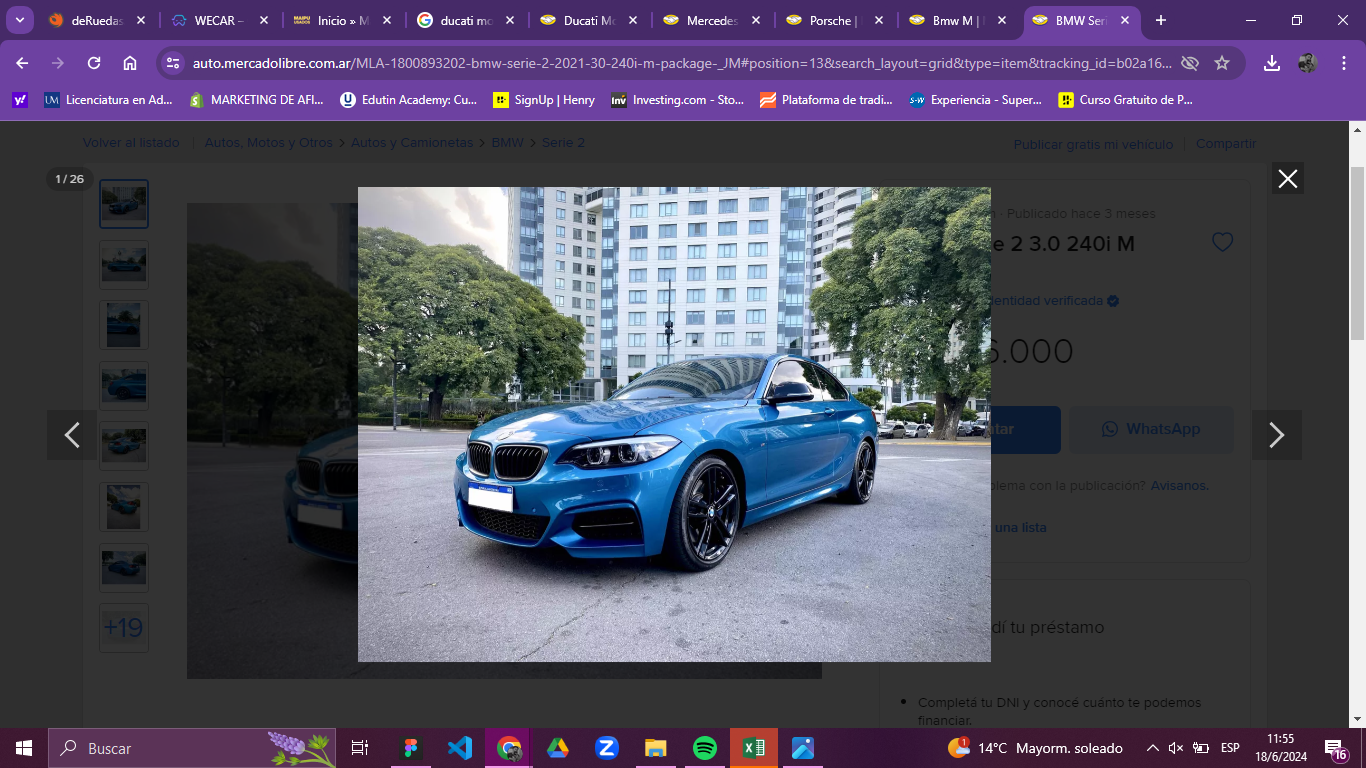 deRuedas
WECAR –
Inicio » M
ducati mo
Ducati Mo
Mercedes
Porsche |
Bmw M |
BMW Seri
auto.mercadolibre.com.ar/MLA-1800893202-bmw-serie-2-2021-30-240i-m-package-_JM#position=13&search_layout=grid&type=item&tracking_id=b02a16...
Licenciatura en Ad...
MARKETING DE AFI...
Edutin Academy: Cu...
SignUp | Henry
Investing.com - Sto...
Plataforma de tradi...
Experiencia - Super...
Curso Gratuito de P...
Volver al listado
Autos, Motos y Otros > Autos y Camionetas > BMW > Serie 2
Publicar gratis mi vehículo
Compartir
1 / 26
· Publicado hace 3 meses
e 2 3.0 240i M
dentidad verificada
6.000
tar
WhatsApp
blema con la publicación? Avisanos.
una lista
+19
dí tu préstamo
Completá tu DNI y conocé cuánto te podemos
financiar.
Buscar
14°C Mayorm. soleado
ESP
11:55
18/6/2024
16